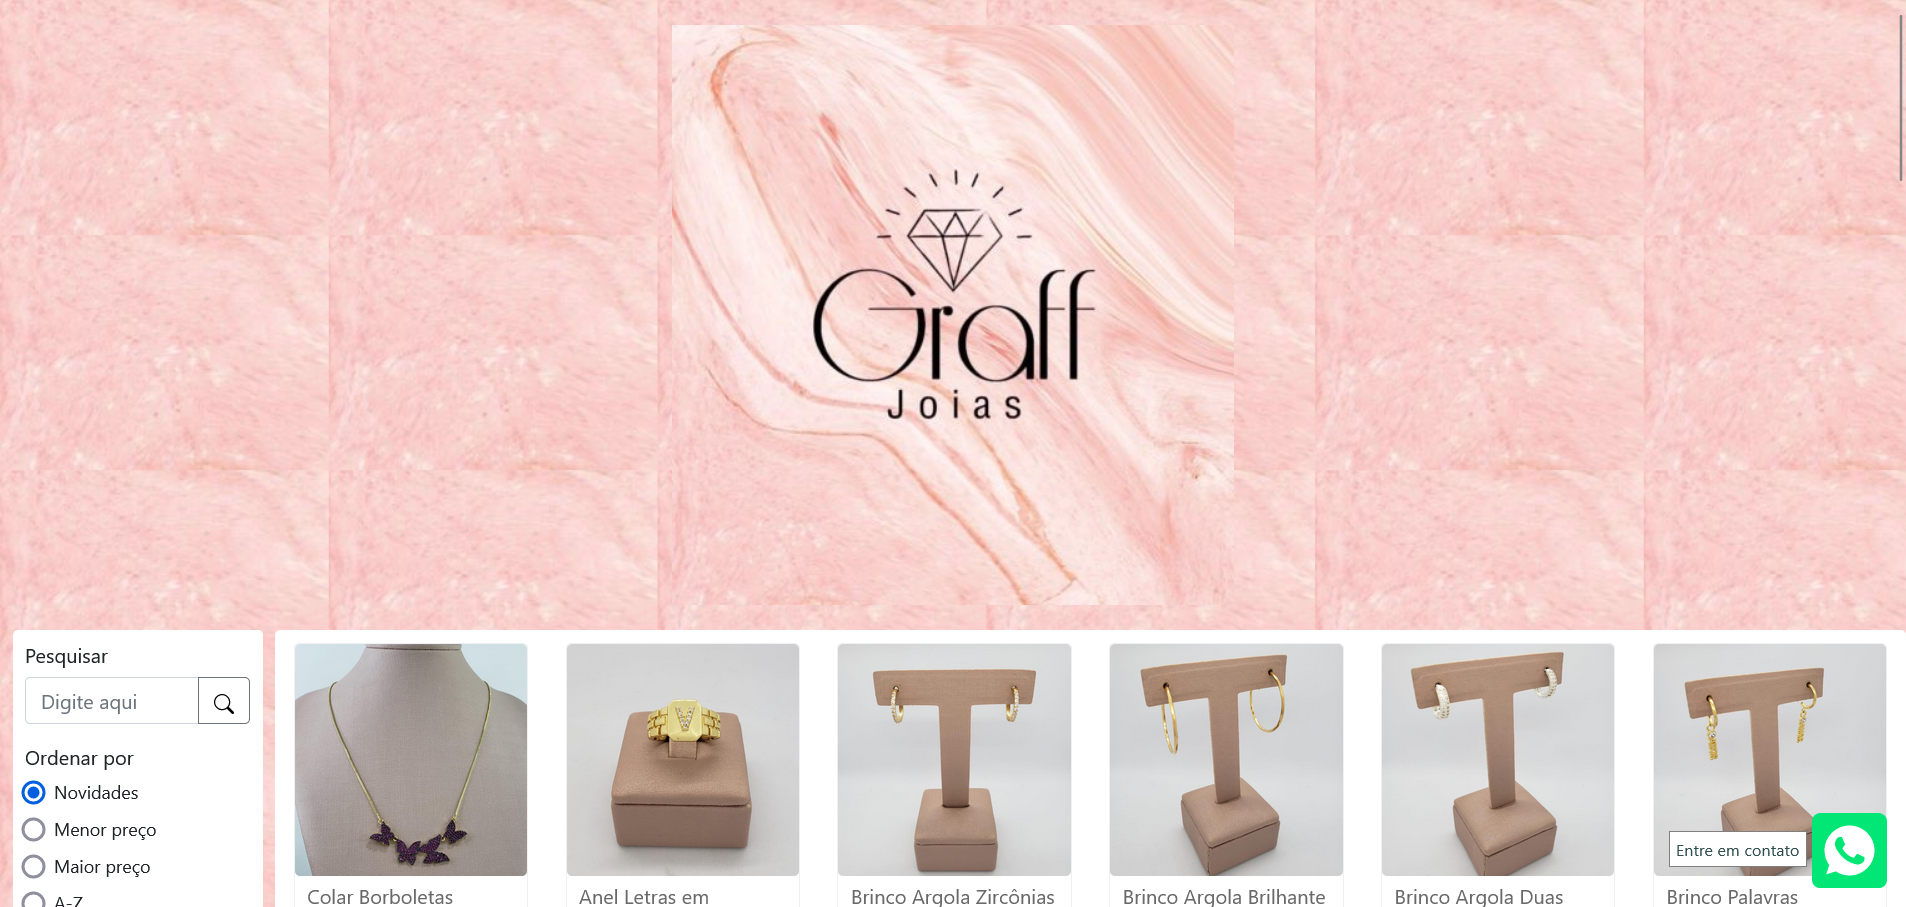 Graff
Joias
Pesquisar
Digite aqui
Ordenar por
Novidades
Menor preço
Maior preço
A-Z
Colar Borboletas
Anel Letras em
Brinco Argola Zircônias
Brinco Argola Brilhante
Brinco Argola Duas
Brinco Palavras
Entre em contato